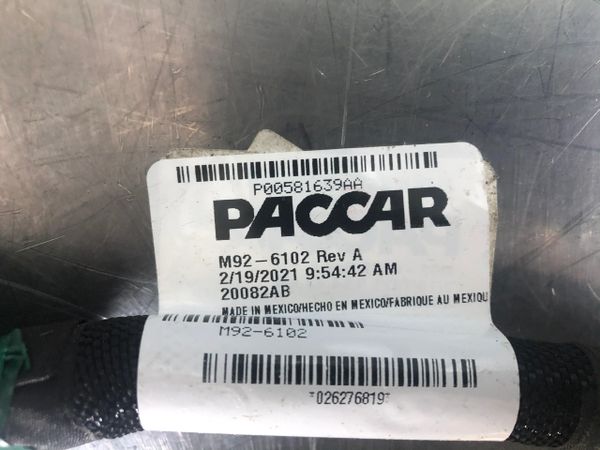 P00581639AA
PACCAR
M92-6102 Rev A
2/19/2021 9:54:42 AM
20082AB
MADE IN MEXICO/HECHO EN MEXICO/FABRIQUE AU MEXIQU
M92-6102
*026276819*